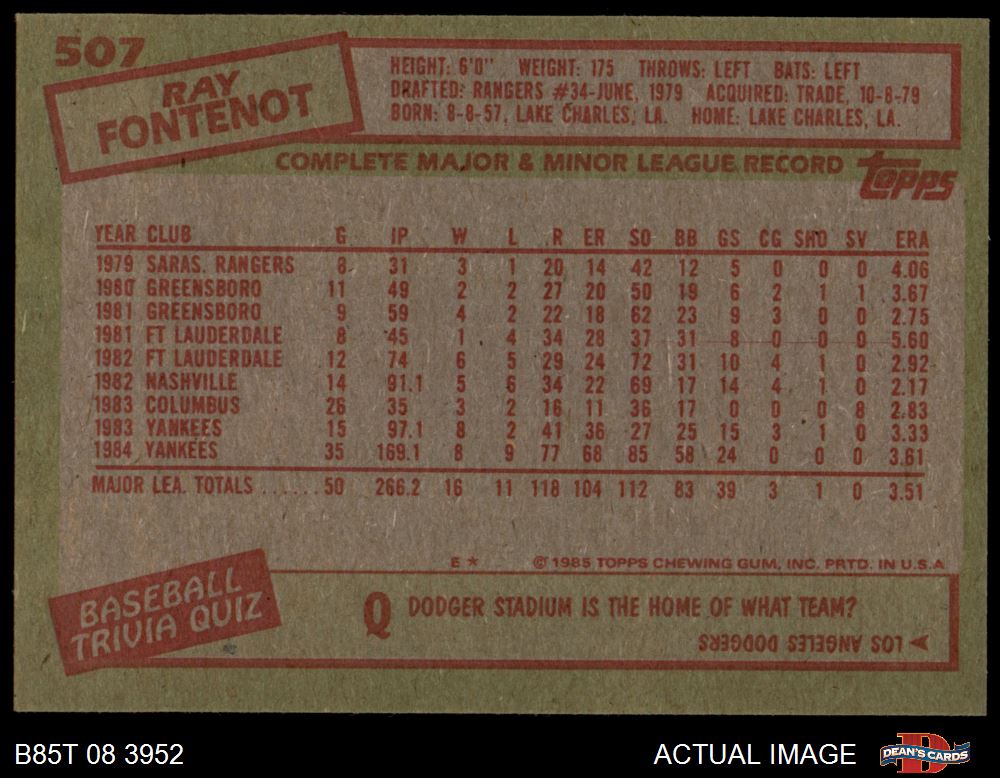 507
RAY
FONTENOT
HEIGHT: 6'0" WEIGHT: 175 THROWS: LEFT BATS: LEFT
DRAFTED: RANGERS #34-JUNE, 1979 ACQUIRED: TRADE, 10-8-79
BORN: 8-8-57, LAKE CHARLES, LA. HOME: LAKE CHARLES, LA.
COMPLETE MAJOR & MINOR LEAGUE RECORD
TOPPS
YEAR CLUB G IP W L R ER SO BB GS CG SHO SV ERA
1979 SARAS. RANGERS 8 31 3 1 20 14 42 12 5 0 0 0 4.06
1980 GREENSBORO 11 49 2 2 27 20 50 19 6 2 1 1 3.67
1981 GREENSBORO 9 59 4 2 22 18 62 23 9 3 0 0 2.75
1981 FT LAUDERDALE 8 45 1 4 34 28 37 31 8 0 0 0 5.60
1982 FT LAUDERDALE 12 74 6 5 29 24 72 31 10 4 1 0 2.92
1982 NASHVILLE 14 91.1 5 6 34 22 69 17 14 4 1 0 2.17
1983 COLUMBUS 26 35 3 2 16 11 36 17 0 0 0 8 2.83
1983 YANKEES 15 97.1 8 2 41 36 27 25 15 3 1 0 3.33
1984 YANKEES 35 169.1 8 9 77 68 85 58 24 0 0 0 3.61
MAJOR LEA. TOTALS ...... 50 266.2 16 11 118 104 112 83 39 3 1 0 3.51
E * © 1985 TOPPS CHEWING GUM, INC. PRTD. IN U.S.A
BASEBALL
TRIVIA QUIZ
Q DODGER STADIUM IS THE HOME OF WHAT TEAM?
LOS ANGELES DODGERS
B85T 08 3952
ACTUAL IMAGE
D
DEAN'S CARDS